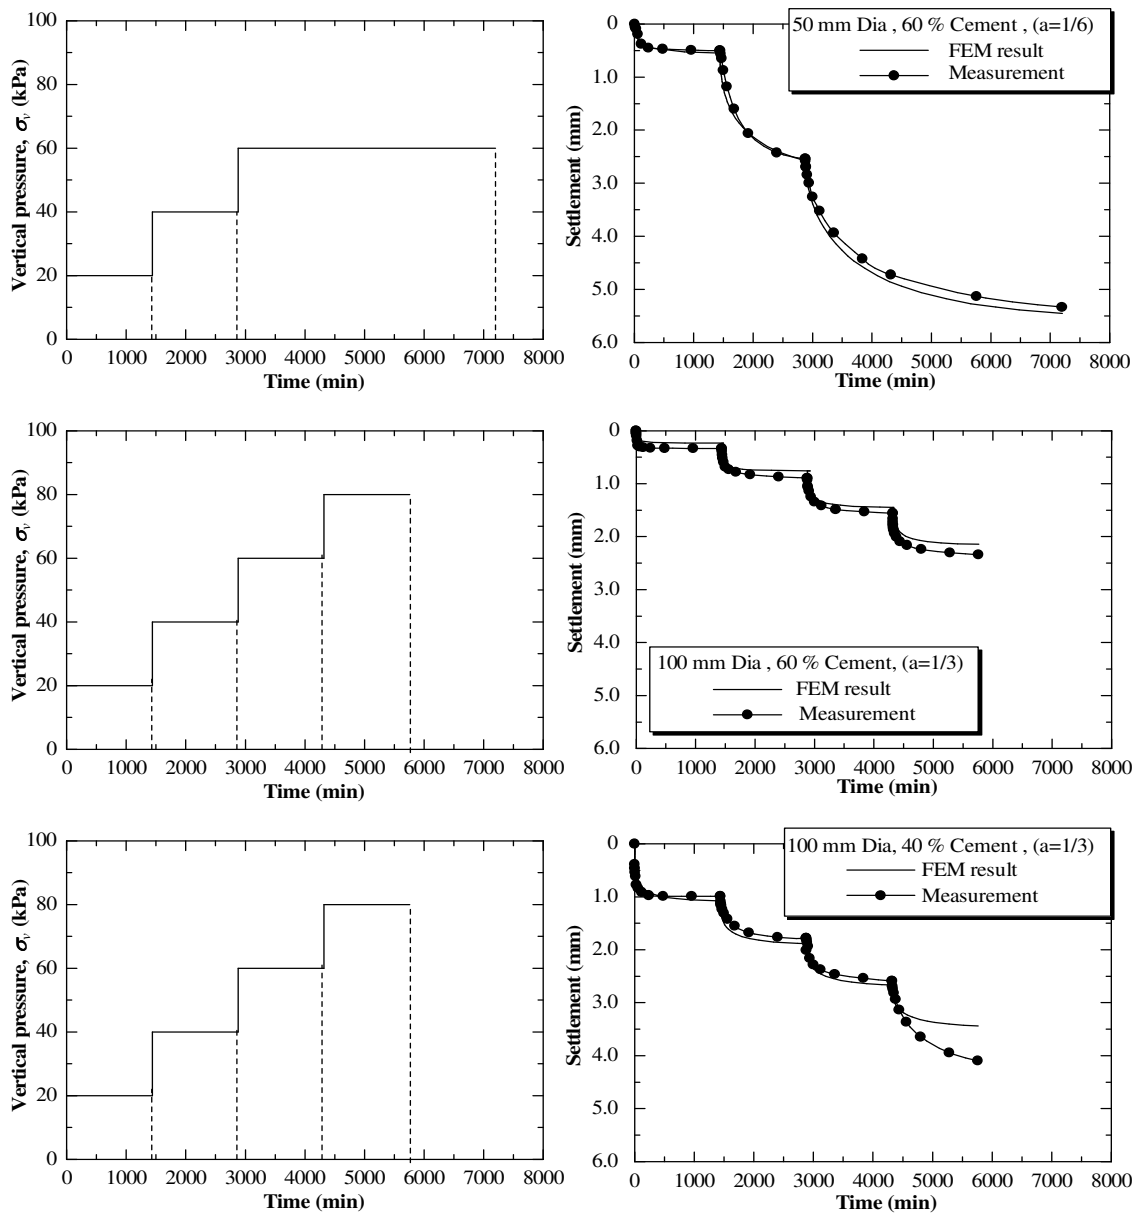 100
80
60
40
20
0
Vertical pressure, σv (kPa)
0 1000 2000 3000 4000 5000 6000 7000 8000
Time (min)
0
1.0
2.0
3.0
4.0
5.0
6.0
Settlement (mm)
50 mm Dia , 60 % Cement , (a=1/6)
FEM result
Measurement
0 1000 2000 3000 4000 5000 6000 7000 8000
Time (min)
100
80
60
40
20
0
Vertical pressure, σv (kPa)
0 1000 2000 3000 4000 5000 6000 7000 8000
Time (min)
0
1.0
2.0
3.0
4.0
5.0
6.0
Settlement (mm)
100 mm Dia , 60 % Cement, (a=1/3)
FEM result
Measurement
0 1000 2000 3000 4000 5000 6000 7000 8000
Time (min)
100
80
60
40
20
0
Vertical pressure, σv (kPa)
0 1000 2000 3000 4000 5000 6000 7000 8000
Time (min)
0
1.0
2.0
3.0
4.0
5.0
6.0
Settlement (mm)
100 mm Dia, 40 % Cement , (a=1/3)
FEM result
Measurement
0 1000 2000 3000 4000 5000 6000 7000 8000
Time (min)